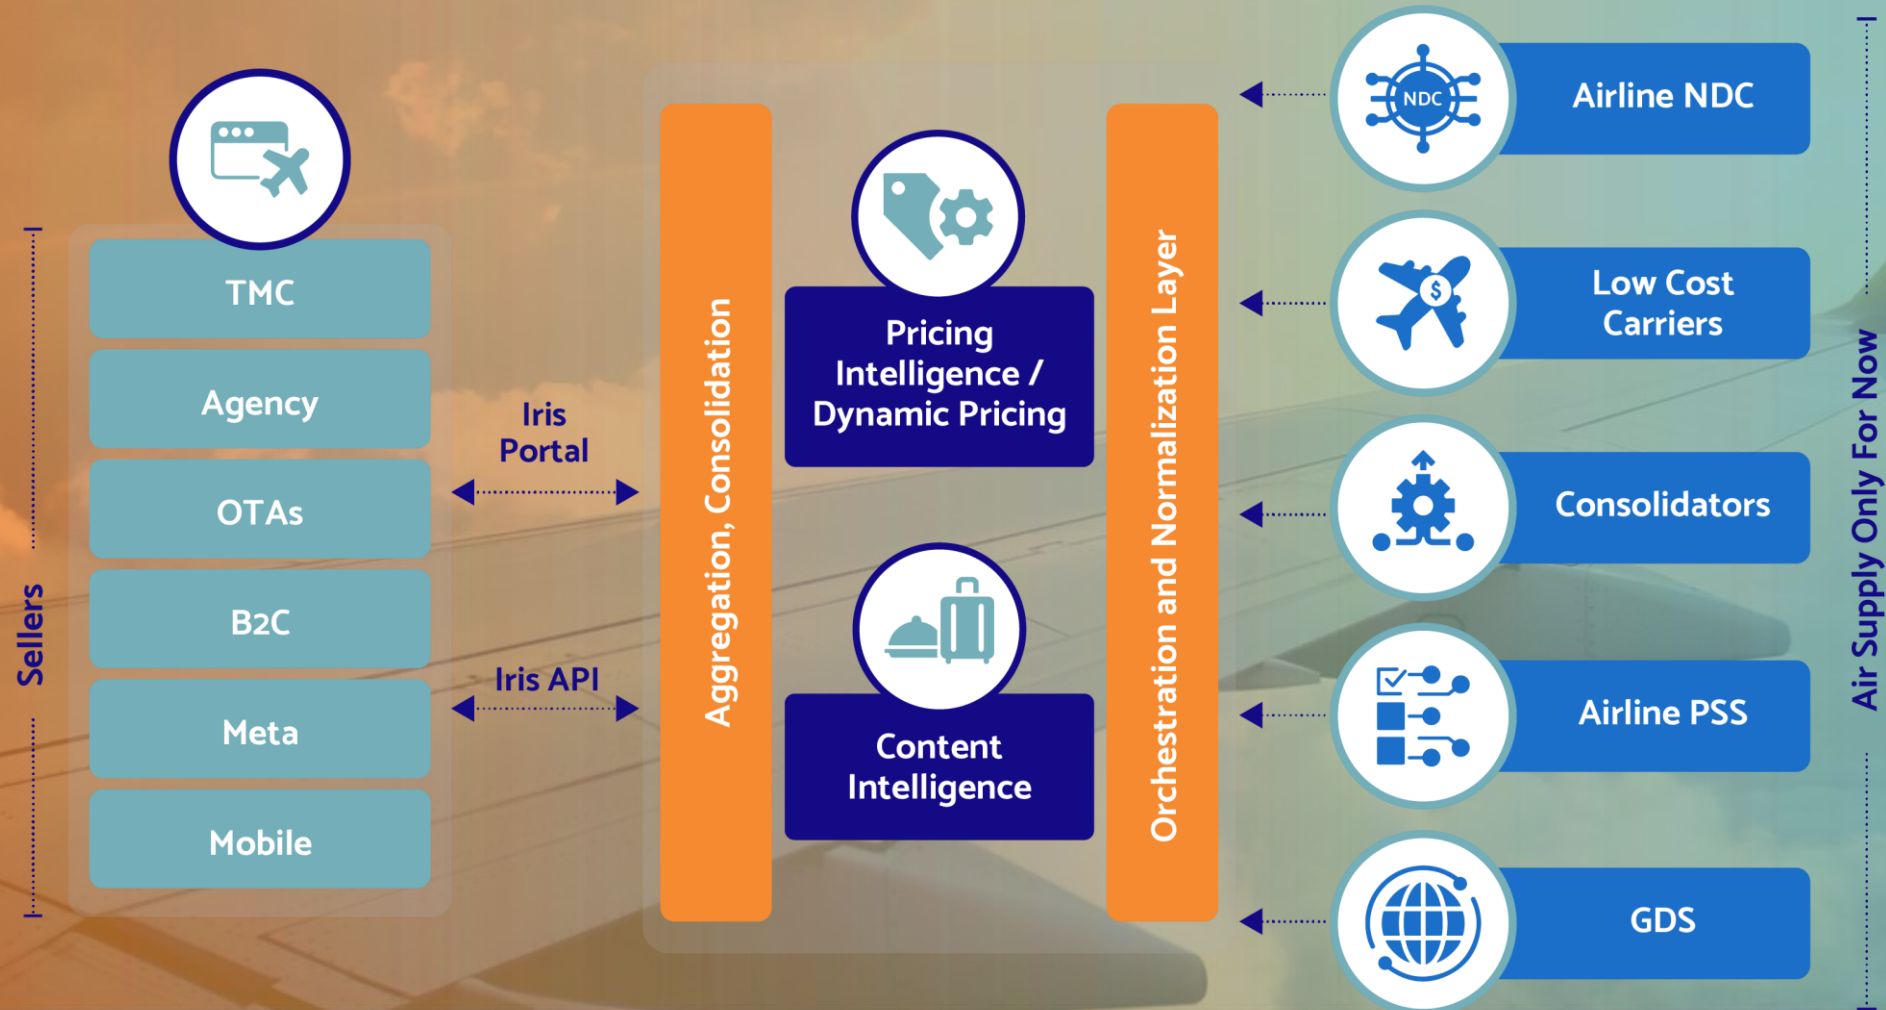 Sellers
TMC
Agency
OTAs
B2C
Meta
Mobile
Iris
Portal
Iris API
Aggregation, Consolidation
Pricing
Intelligence /
Dynamic Pricing
Content
Intelligence
Orchestration and Normalization Layer
NDC
Airline NDC
$
Low Cost
Carriers
Consolidators
Airline PSS
GDS
Air Supply Only For Now